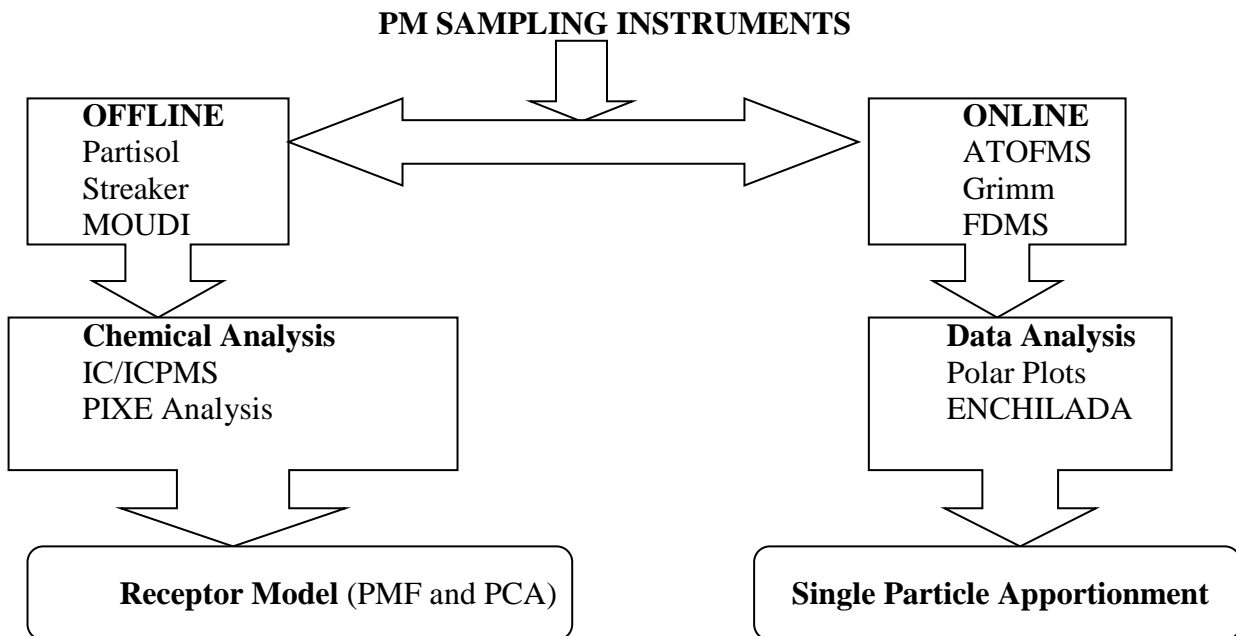 PM SAMPLING INSTRUMENTS
OFFLINE
Partisol
Streaker
MOUDI
ONLINE
ATOFMS
Grimm
FDMS
Chemical Analysis
IC/ICPMS
PIXE Analysis
Data Analysis
Polar Plots
ENCHILADA
Receptor Model (PMF and PCA)
Single Particle Apportionment